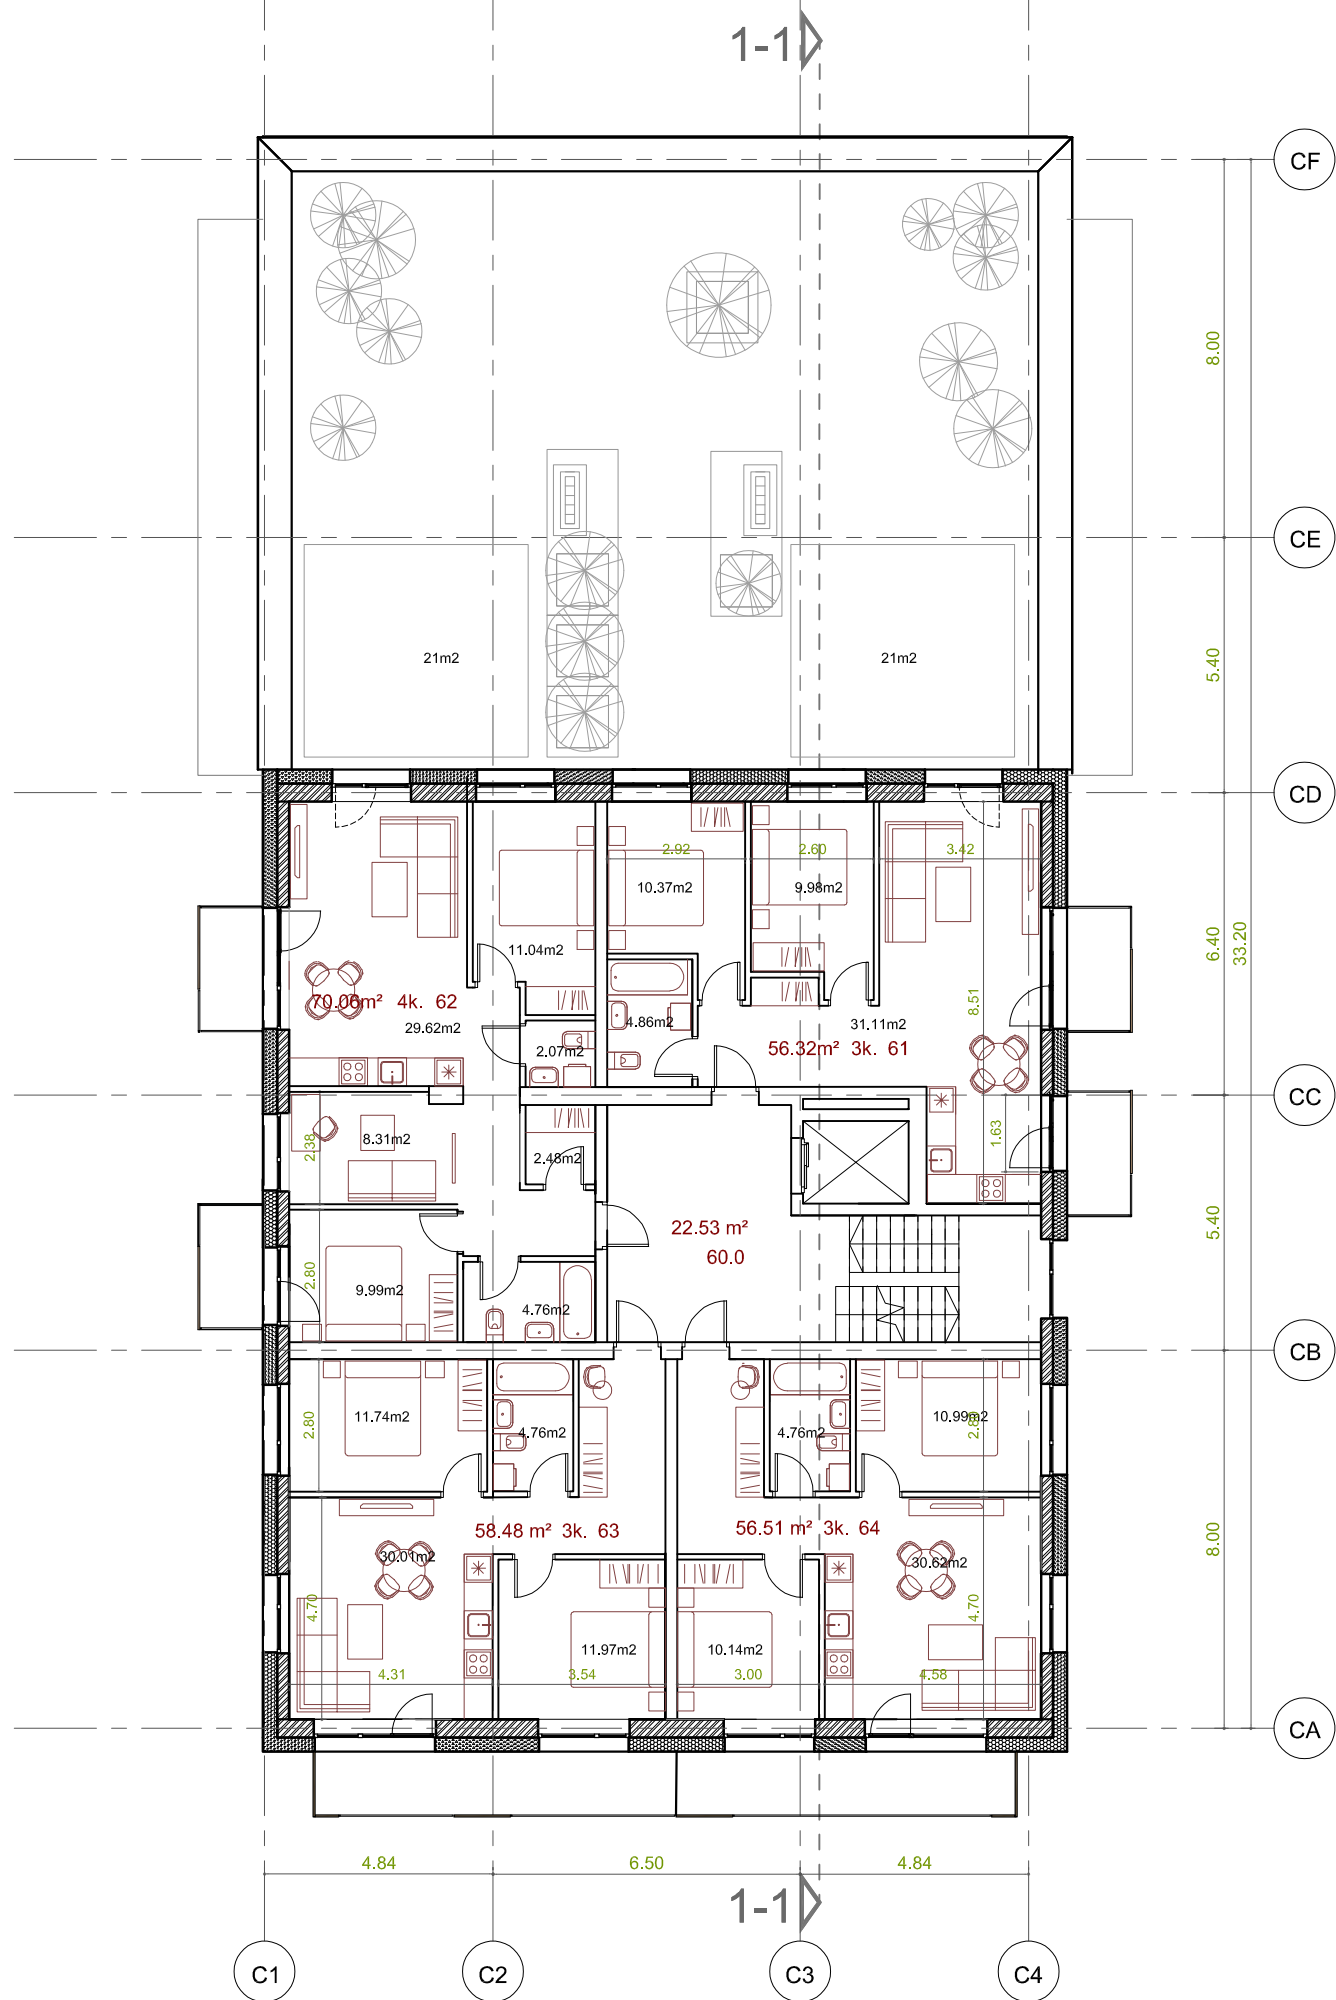 1-1
CF
8.00
CE
21m2
21m2
5.40
CD
2.92
2.60
3.42
10.37m2
9.98m2
11.04m2
6.40
33.20
8.51
70.06m² 4k. 62
29.62m2
4.86m2
31.11m2
2.07m2
56.32m² 3k. 61
CC
2.38
8.31m2
1.63
2.48m2
22.53 m²
60.0
5.40
2.80
9.99m2
4.76m2
CB
2.80
11.74m2
4.76m2
4.76m2
10.99m2
2.80
58.48 m² 3k. 63
56.51 m² 3k. 64
8.00
30.01m2
30.62m2
4.70
4.70
11.97m2
10.14m2
4.31
3.54
3.00
4.58
CA
4.84
6.50
4.84
1-1
C1
C2
C3
C4